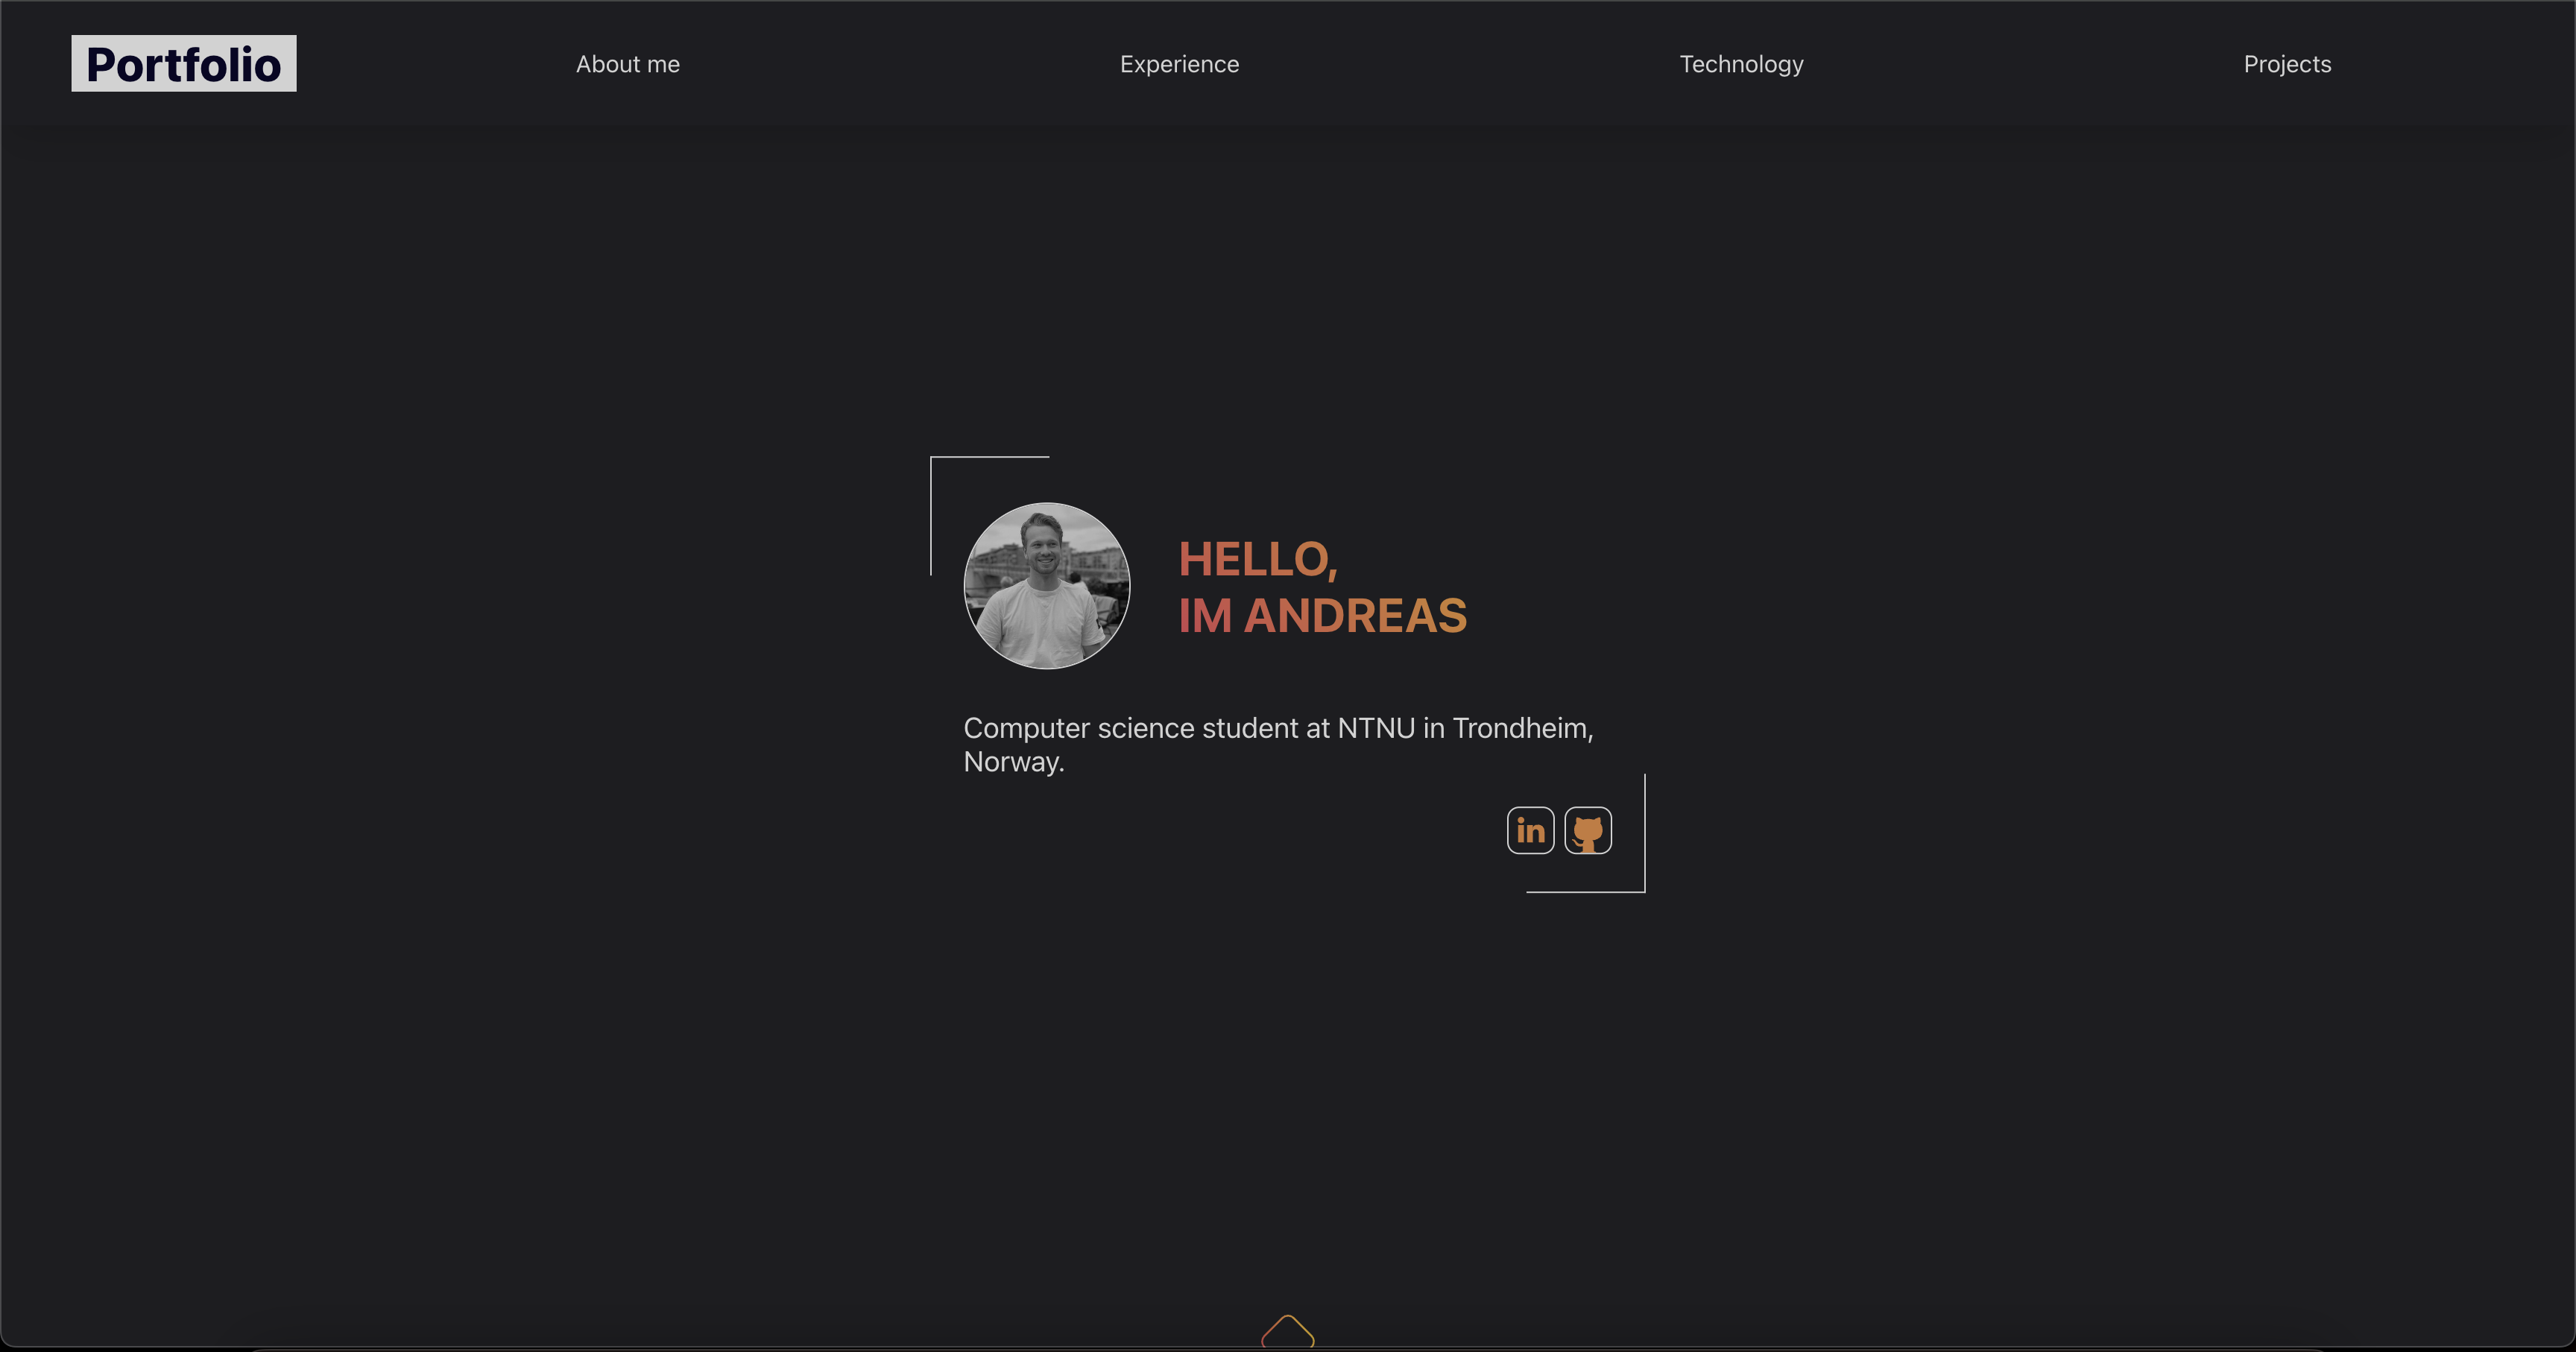 Portfolio
About me
Experience
Technology
Projects
HELLO,
IM ANDREAS
Computer science student at NTNU in Trondheim,
Norway.
in